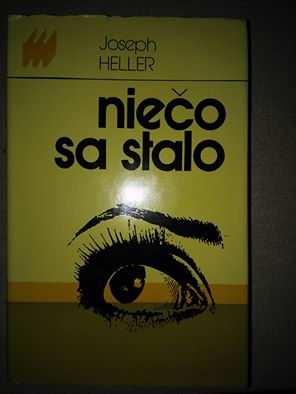 Joseph
HELLER
niečo
sa stalo